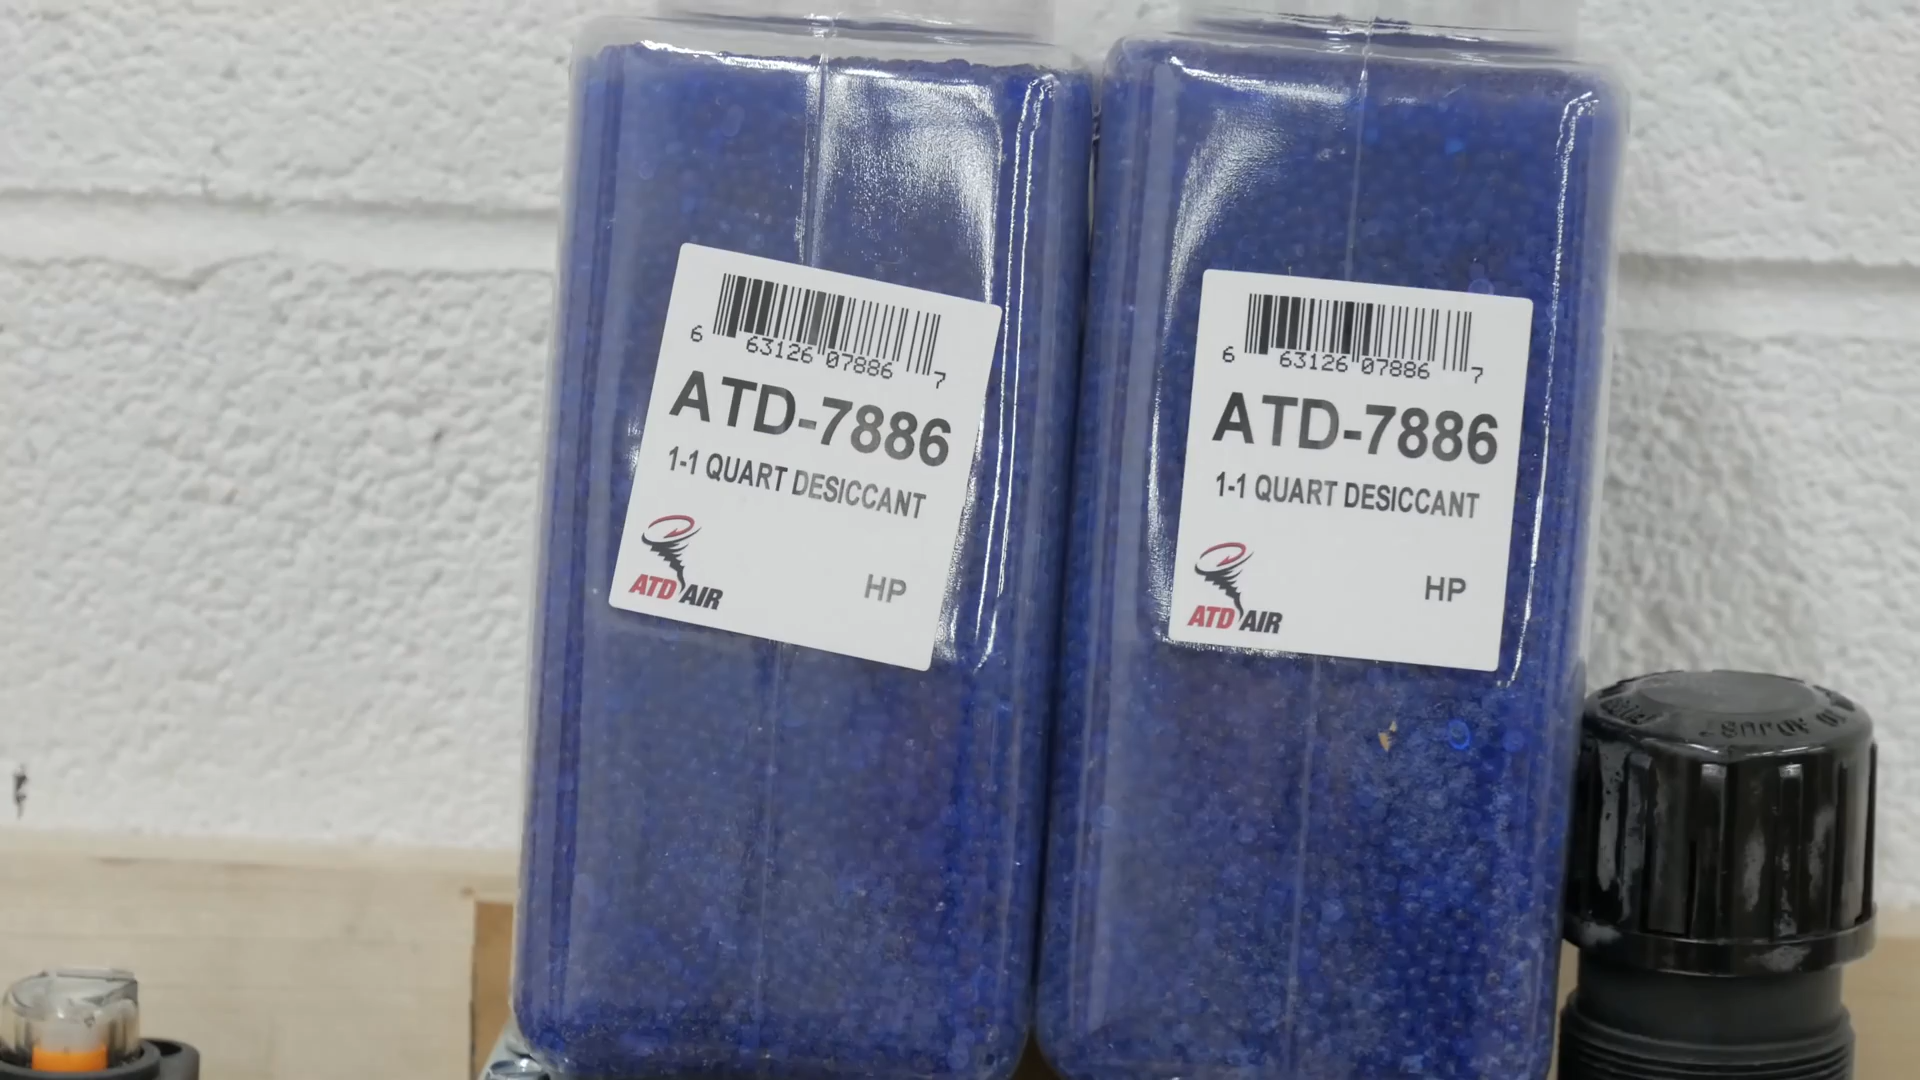 6 63126 07886 7
ATD-7886
1-1 QUART DESICCANT
ATD AIR
HP
6 63126 07886 7
ATD-7886
1-1 QUART DESICCANT
ATD AIR
HP